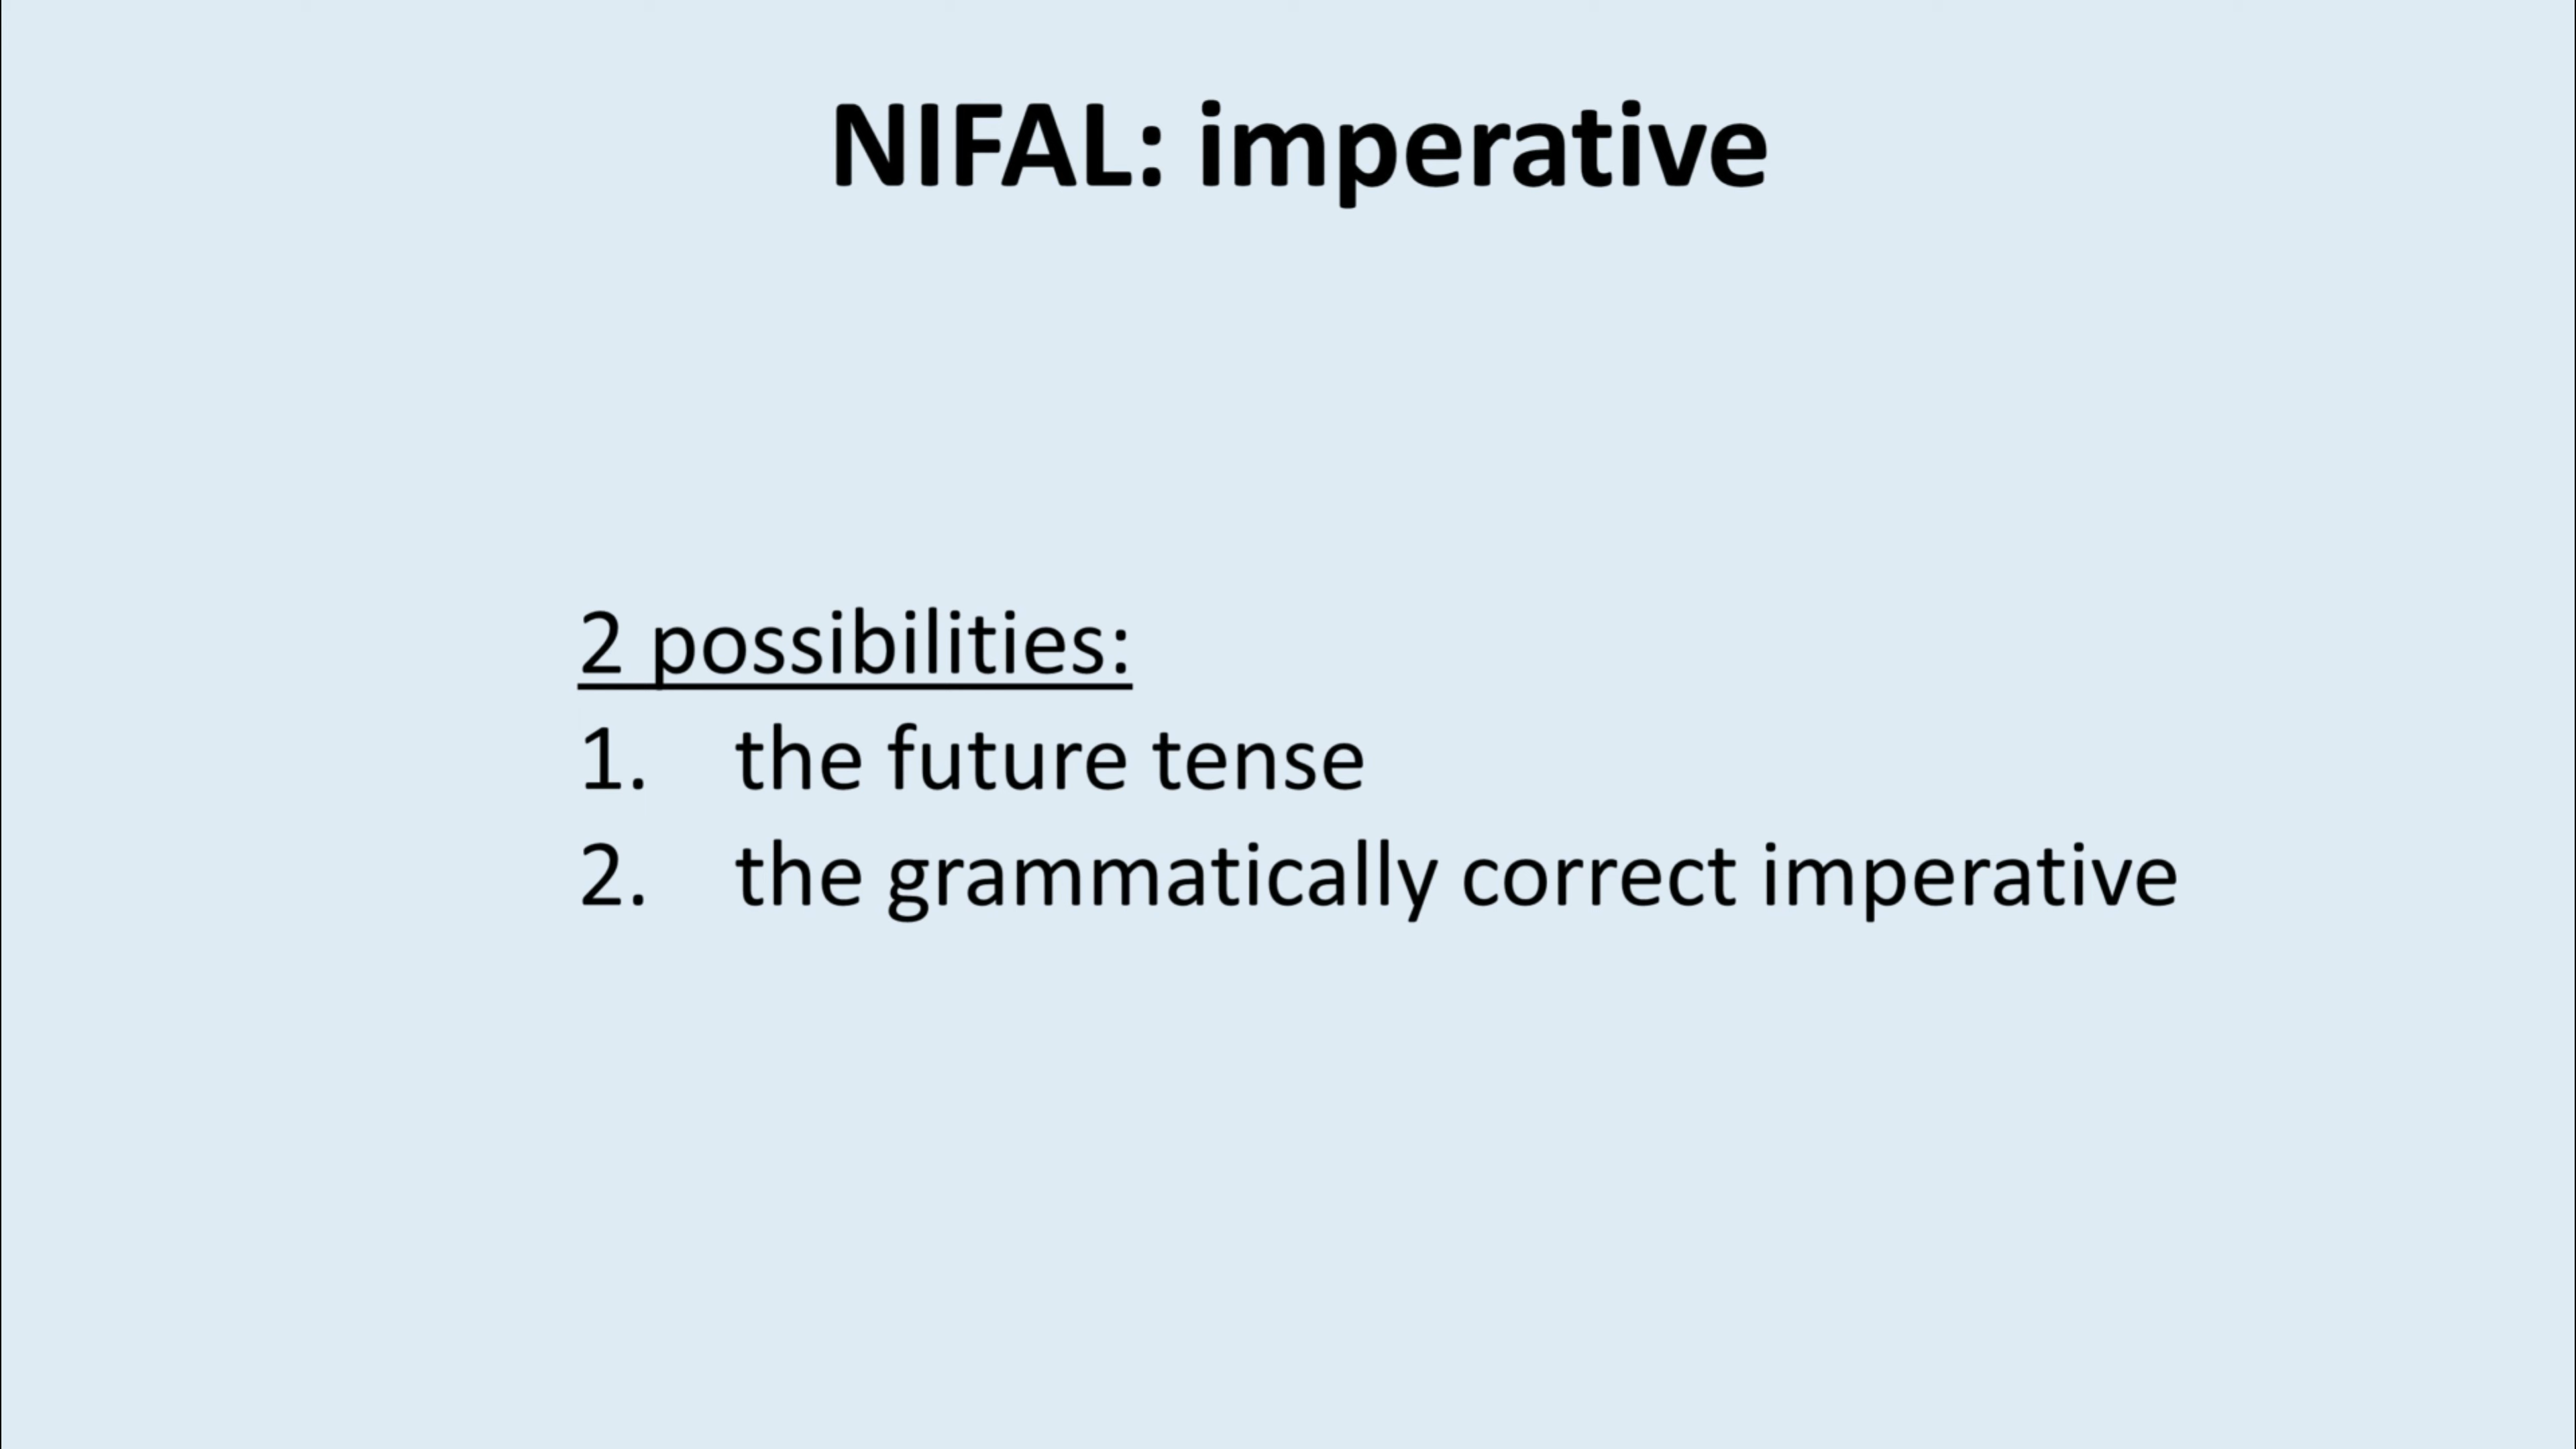 NIFAL: imperative
2 possibilities:
1. the future tense
2. the grammatically correct imperative